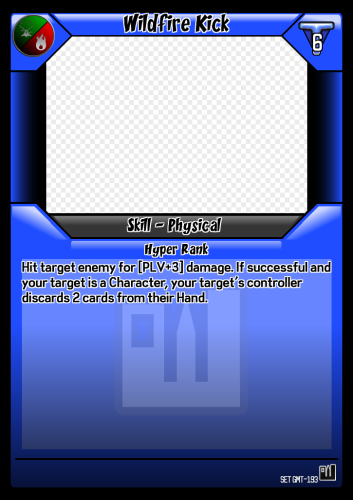 Wildfire Kick
6
Skill - Physical
Hyper Rank
Hit target enemy for [PLV+3] damage. If successful and
your target is a Character, your target's controller
discards 2 cards from their Hand.
SET GMT-193